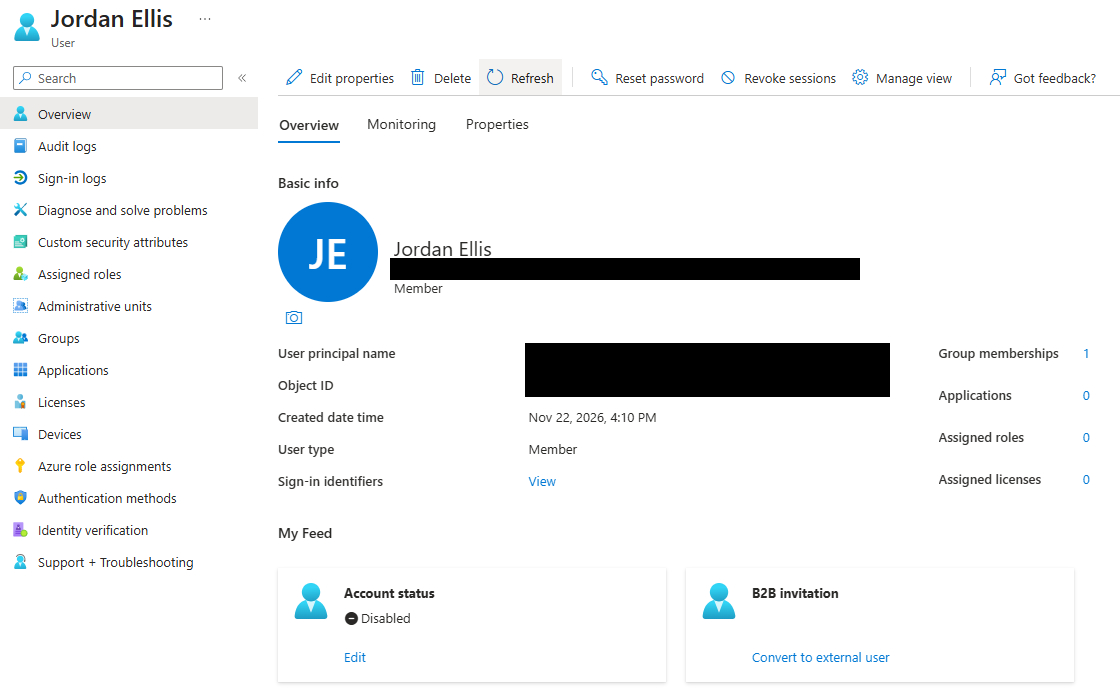 Jordan Ellis ...
User
Search «
Overview
Audit logs
Sign-in logs
Diagnose and solve problems
Custom security attributes
Assigned roles
Administrative units
Groups
Applications
Licenses
Devices
Azure role assignments
Authentication methods
Identity verification
Support + Troubleshooting
Edit properties Delete Refresh Reset password Revoke sessions Manage view Got feedback?
Overview Monitoring Properties
Basic info
JE
Jordan Ellis
Member
User principal name
Object ID
Created date time Nov 22, 2026, 4:10 PM
User type Member
Sign-in identifiers View
Group memberships 1
Applications 0
Assigned roles 0
Assigned licenses 0
My Feed
Account status
Disabled
Edit
B2B invitation
Convert to external user